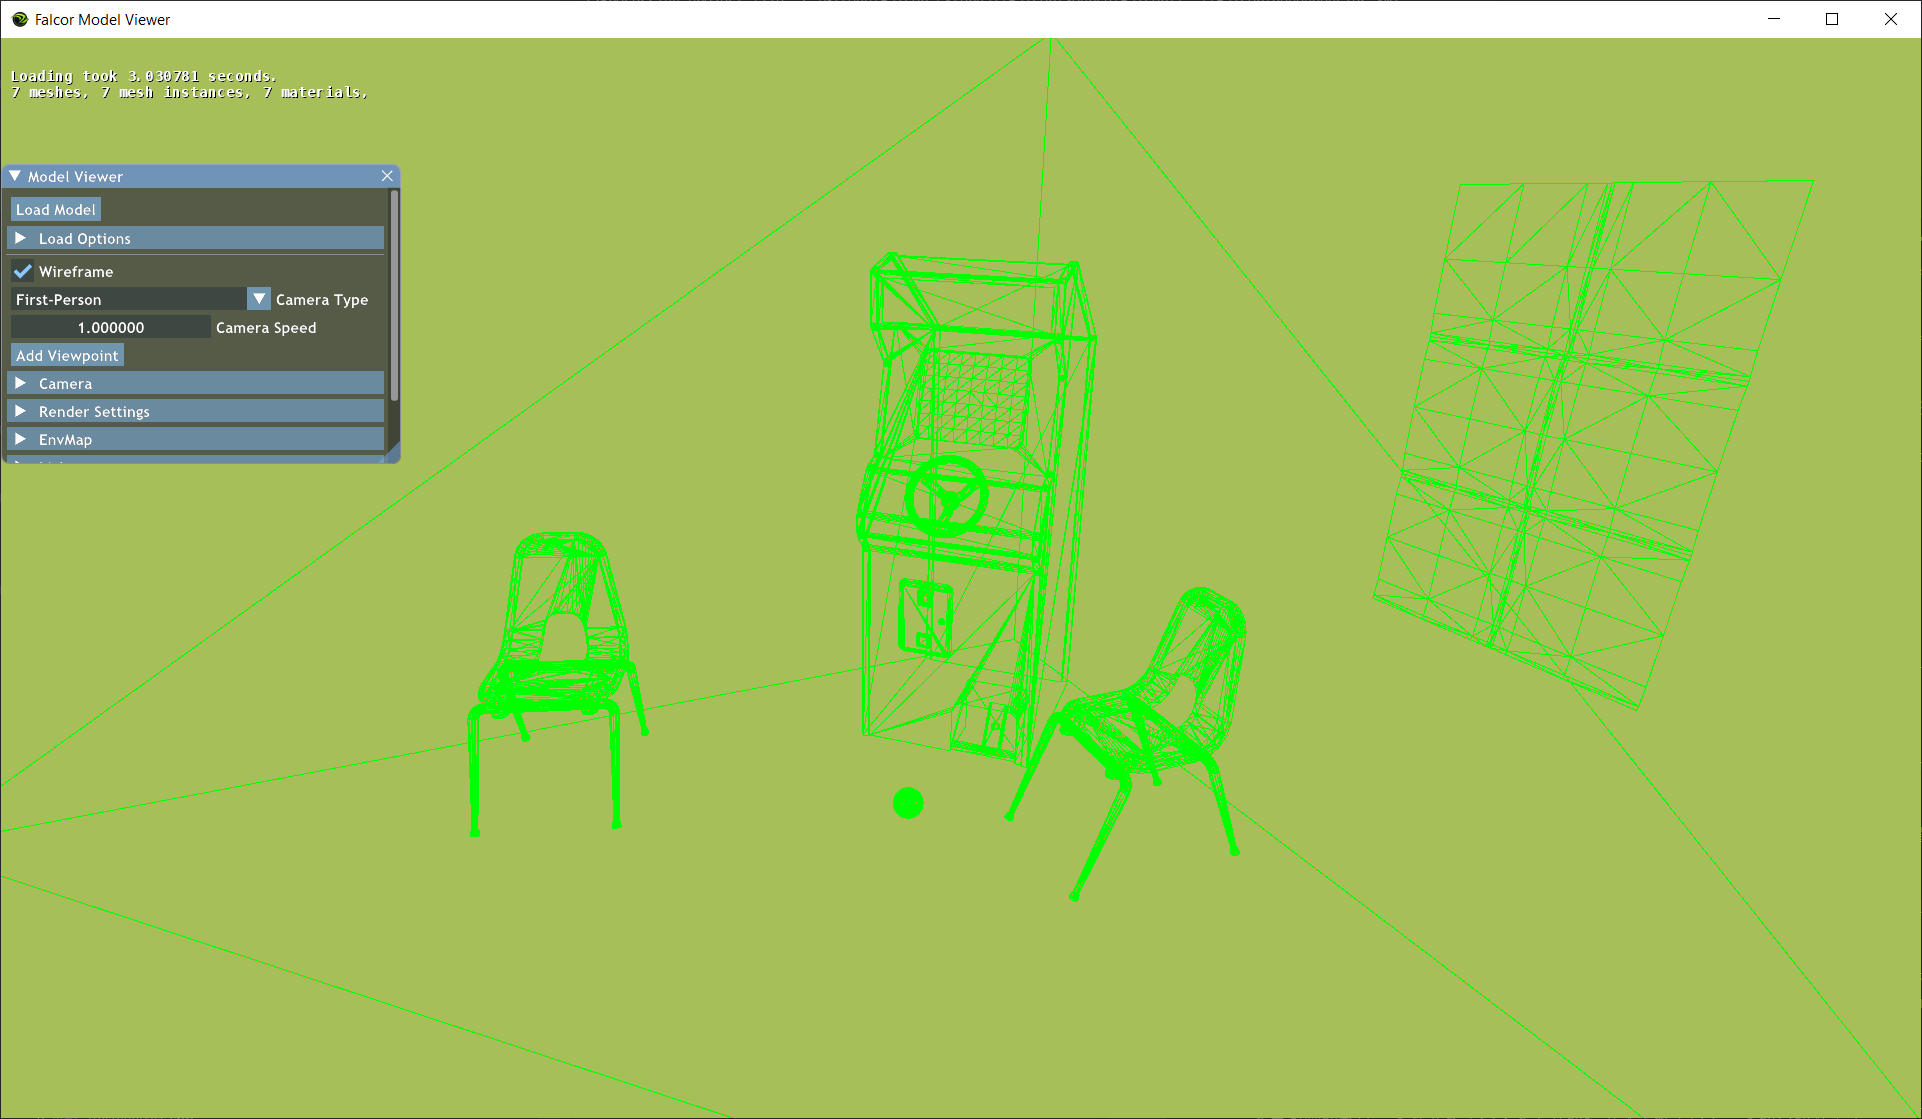 Falcor Model Viewer
Loading took 3.030781 seconds.
7 meshes, 7 mesh instances, 7 materials,
Model Viewer
Load Model
Load Options
Wireframe
First-Person Camera Type
1.000000 Camera Speed
Add Viewpoint
Camera
Render Settings
EnvMap